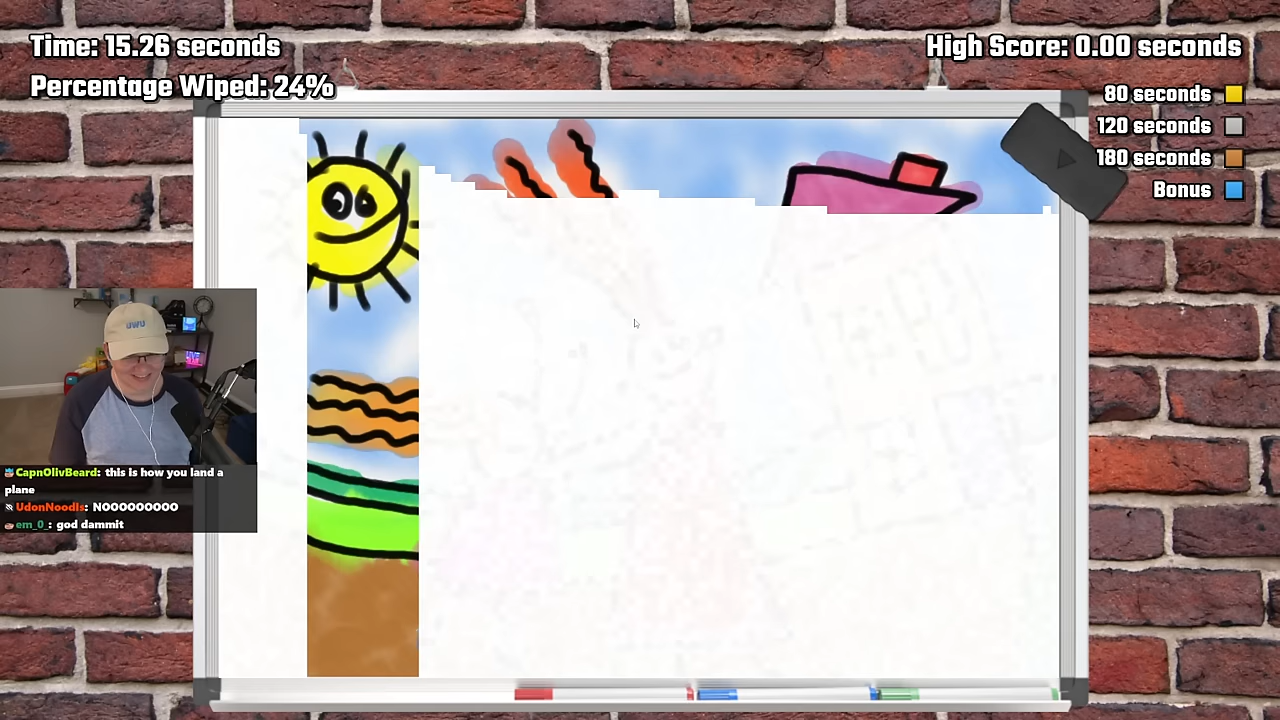 Time: 15.26 seconds
Percentage Wiped: 24%
High Score: 0.00 seconds
80 seconds
120 seconds
180 seconds
Bonus
UWU
CapnOlivBeard: this is how you land a
plane
UdonNoodls: NOOOOOOOOO
em_0_: god dammit